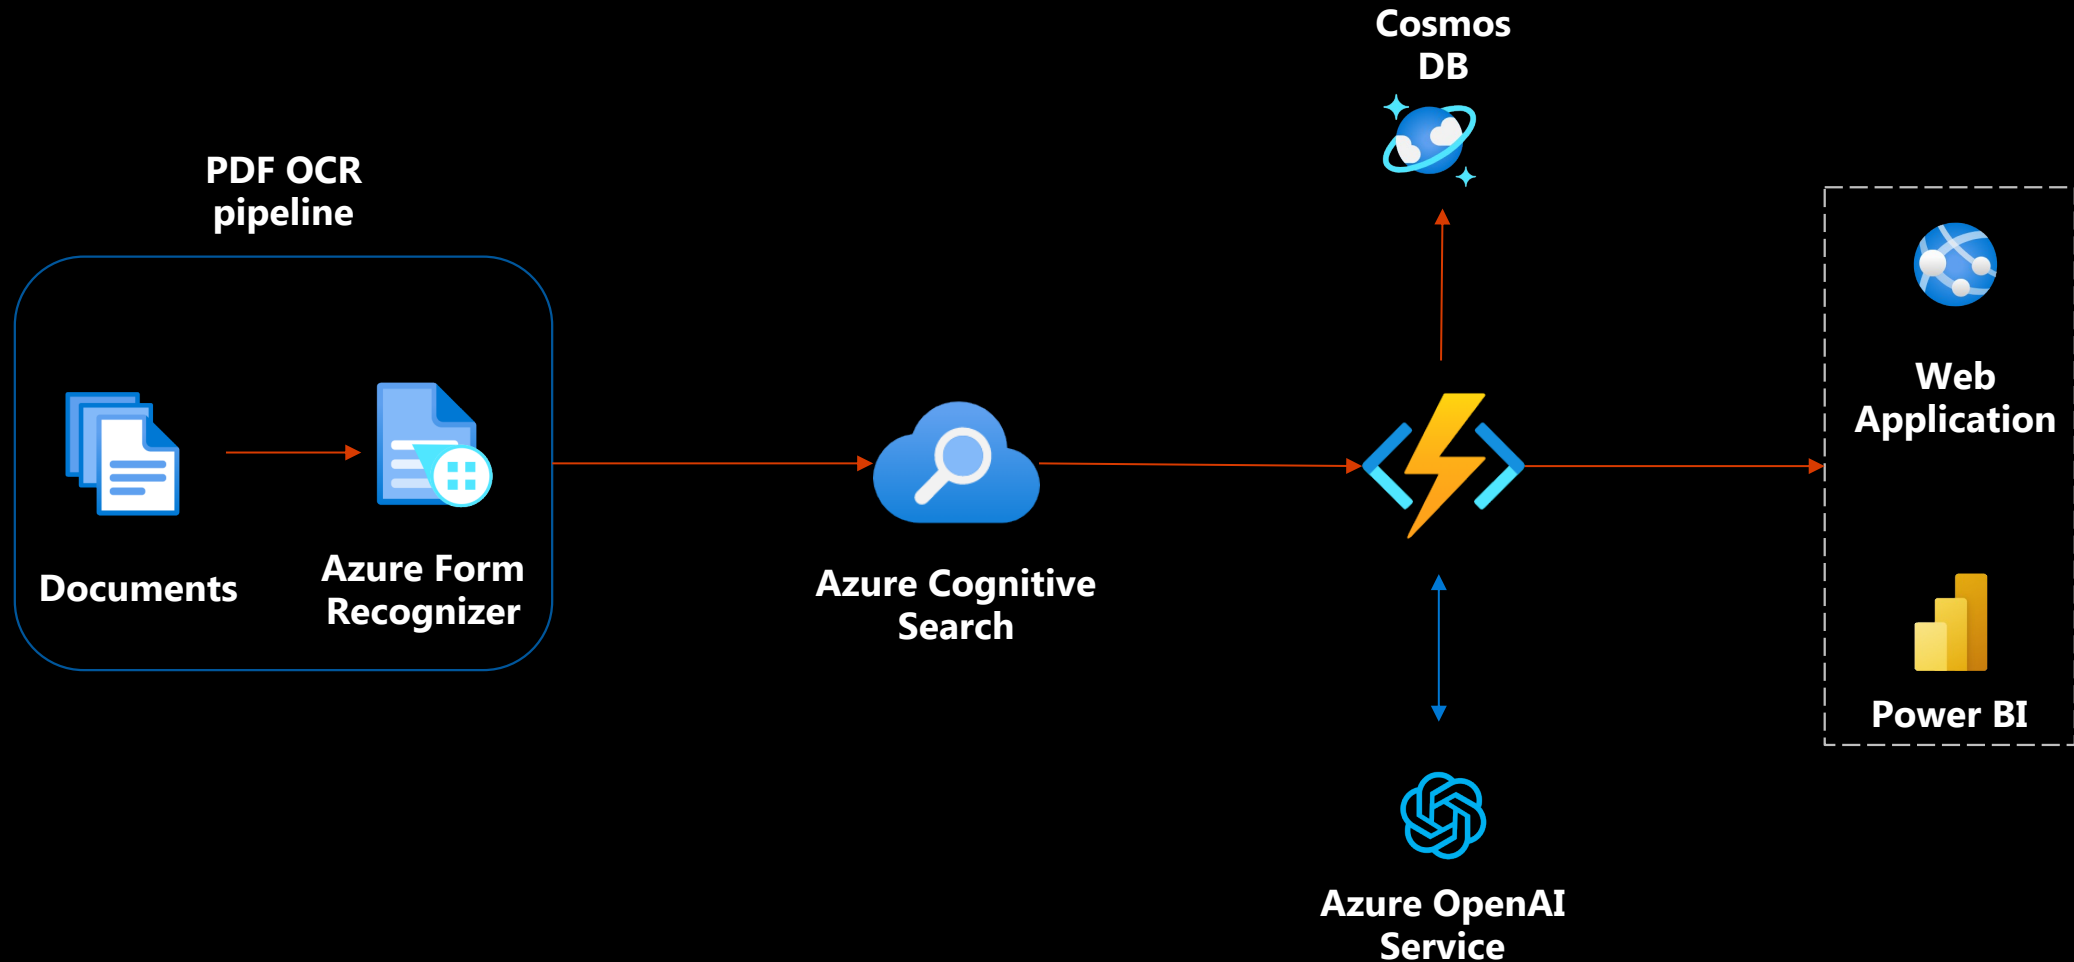 Cosmos
DB
PDF OCR
pipeline
Documents
Azure Form
Recognizer
Azure Cognitive
Search
Web
Application
Power BI
Azure OpenAI
Service